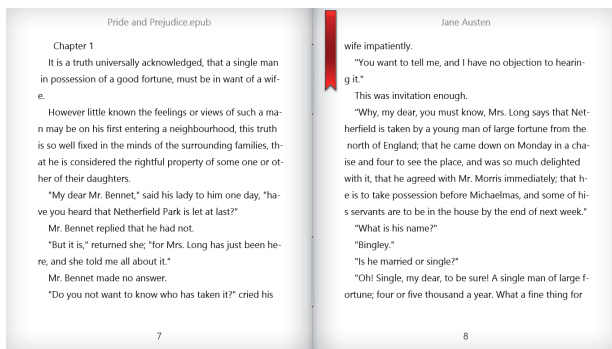 Pride and Prejudice.epub
Chapter 1
It is a truth universally acknowledged, that a single man
in possession of a good fortune, must be in want of a wif-
e.
However little known the feelings or views of such a ma-
n may be on his first entering a neighbourhood, this truth
is so well fixed in the minds of the surrounding families, th-
at he is considered the rightful property of some one or ot-
her of their daughters.
"My dear Mr. Bennet," said his lady to him one day, "ha-
ve you heard that Netherfield Park is let at last?"
Mr. Bennet replied that he had not.
"But it is," returned she; "for Mrs. Long has just been he-
re, and she told me all about it."
Mr. Bennet made no answer.
"Do you not want to know who has taken it?" cried his
7
Jane Austen
wife impatiently.
"You want to tell me, and I have no objection to hearin-
g it."
This was invitation enough.
"Why, my dear, you must know, Mrs. Long says that Net-
herfield is taken by a young man of large fortune from the
north of England; that he came down on Monday in a cha-
ise and four to see the place, and was so much delighted
with it, that he agreed with Mr. Morris immediately; that h-
e is to take possession before Michaelmas, and some of hi-
s servants are to be in the house by the end of next week."
"What is his name?"
"Bingley."
"Is he married or single?"
"Oh! Single, my dear, to be sure! A single man of large f-
ortune; four or five thousand a year. What a fine thing for
8